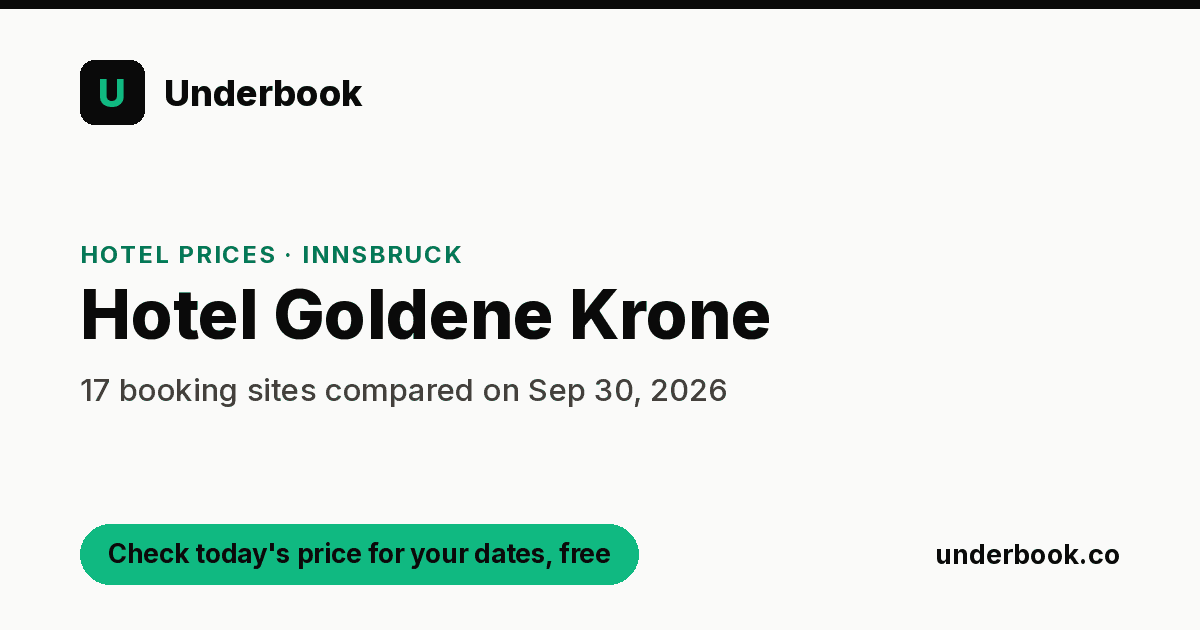 U Underbook
HOTEL PRICES · INNSBRUCK
Hotel Goldene Krone
17 booking sites compared on Sep 30, 2026
Check today's price for your dates, free
underbook.co